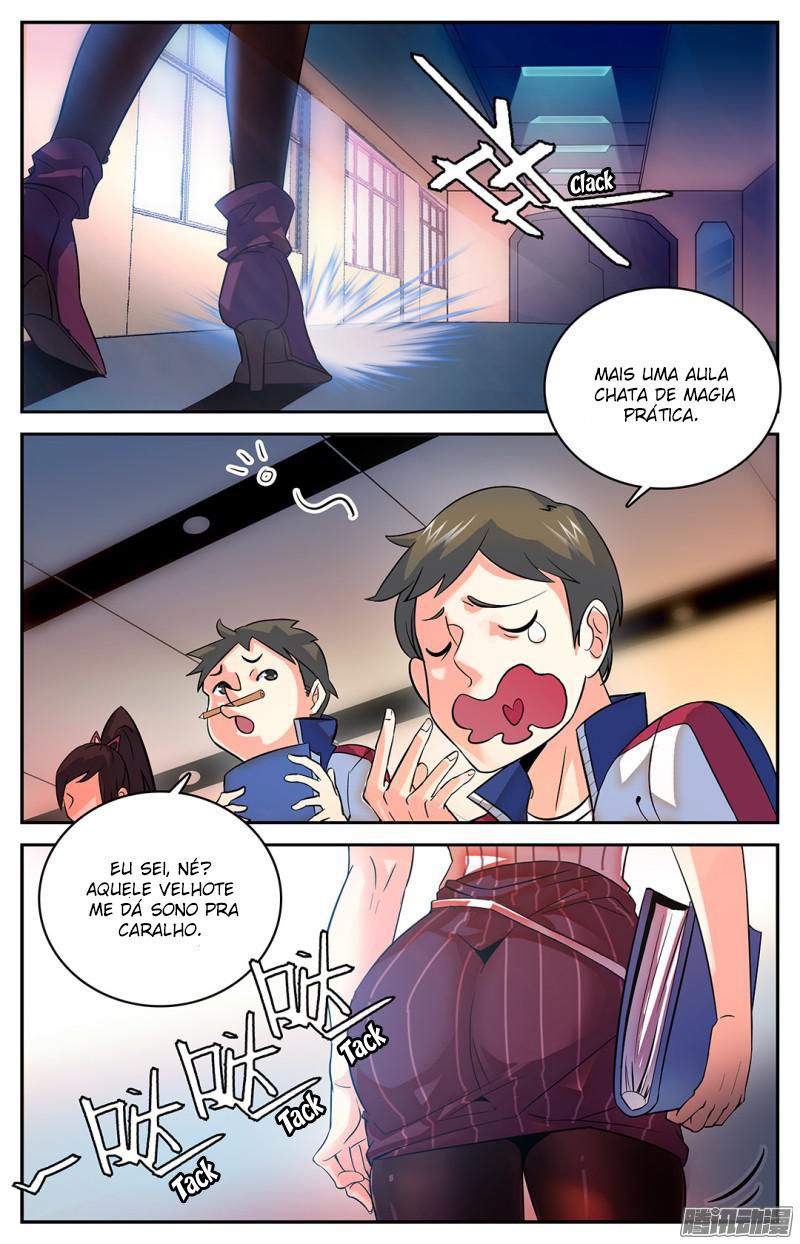 哒
Clack
MAIS UMA AULA
CHATA DE MAGIA
PRÁTICA.
EU SEI, NÉ?
AQUELE VELHOTE
ME DÁ SONO PRA
CARALHO.
哒
Tack
哒
Tack
哒
Tack
腾讯动漫